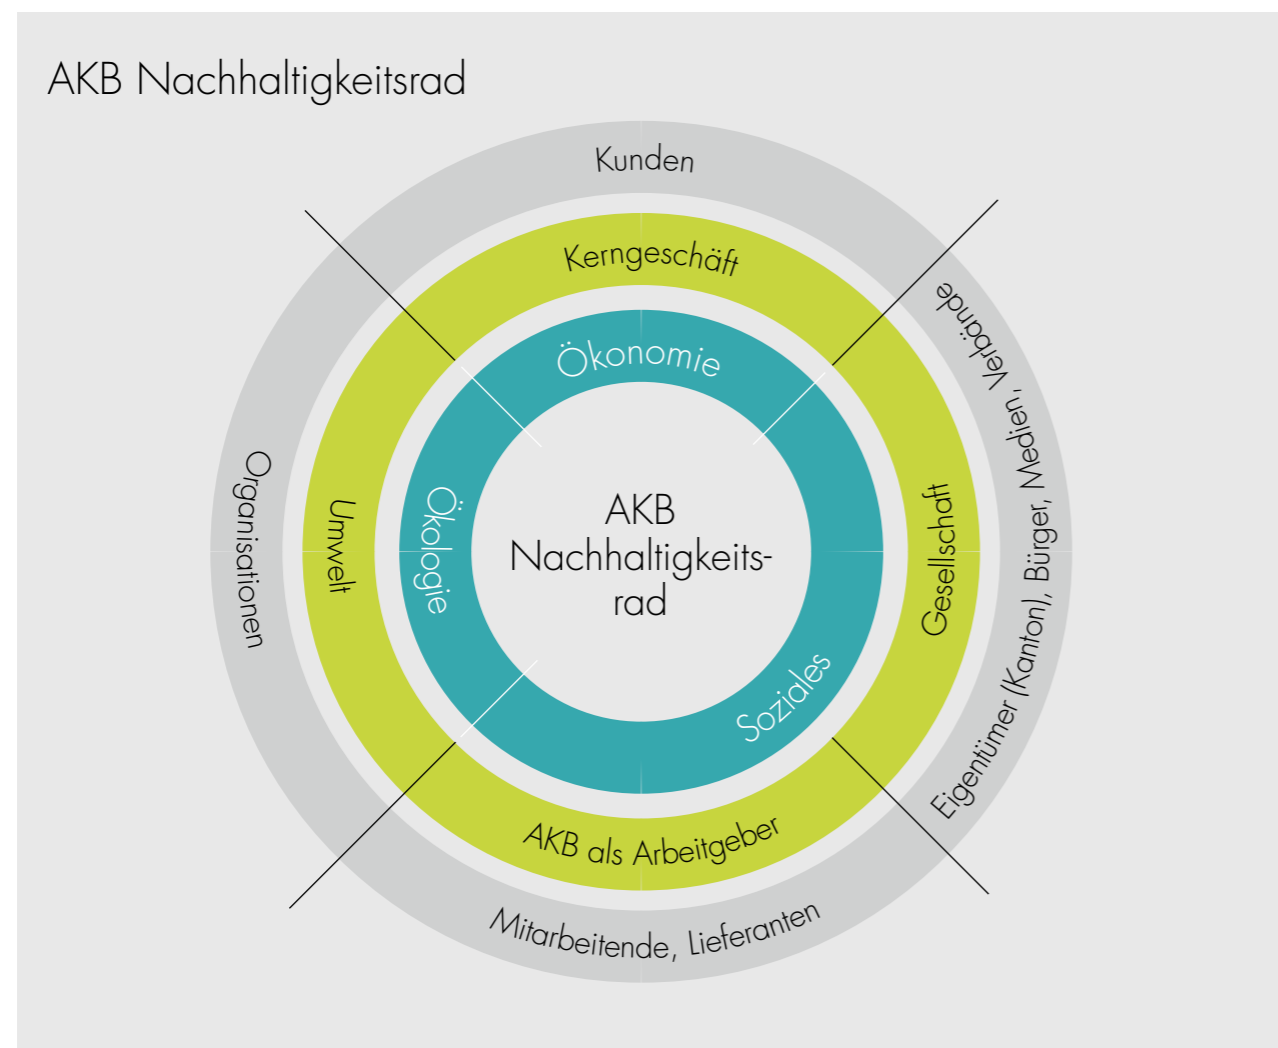 AKB Nachhaltigkeitsrad
Kunden
Kerngeschäft
Ökonomie
Eigentümer (Kanton), Bürger, Medien, Verbände
Gesellschaft
Soziales
Organisationen
Umwelt
Ökologie
AKB
Nachhaltigkeits-
rad
AKB als Arbeitgeber
Mitarbeitende, Lieferanten